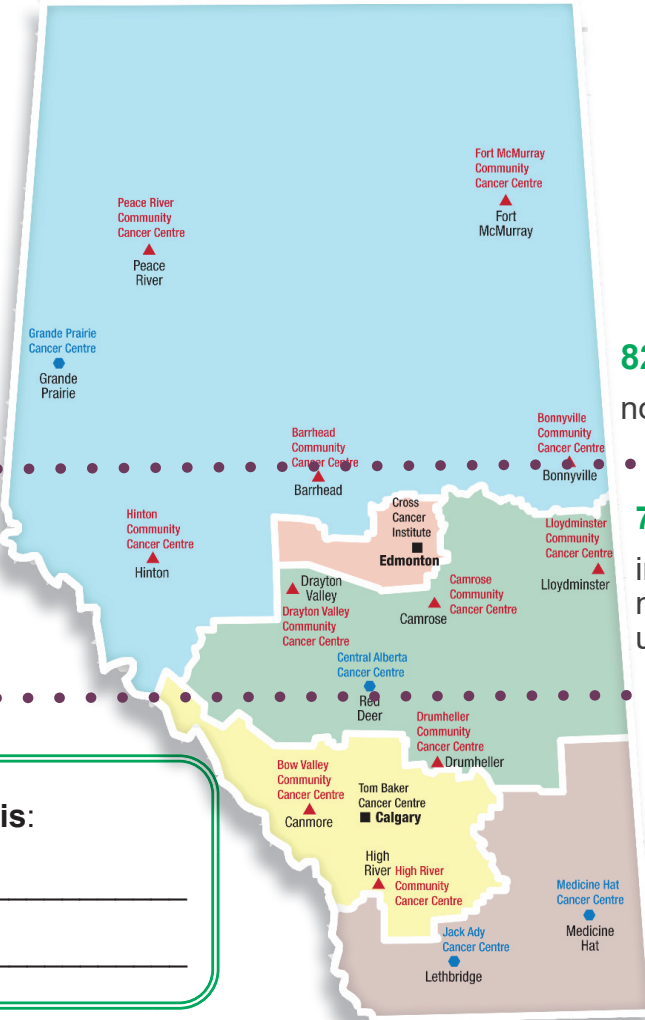 Fort McMurray
Community
Cancer Centre
Fort
McMurray
Peace River
Community
Cancer Centre
Peace
River
Grande Prairie
Cancer Centre
Grande
Prairie
82
no
Barrhead
Community
Cancer Centre
Barrhead
Bonnyville
Community
Cancer Centre
Bonnyville
Cross
Cancer
Institute
Edmonton
7
in
Hinton
Community
Cancer Centre
Hinton
Lloydminster
Community
Cancer Centre
Lloydminster
Drayton
Valley
Drayton Valley
Community
Cancer Centre
Camrose
Community
Cancer Centre
Camrose
Central Alberta
Cancer Centre
Red
Deer
Drumheller
Community
Cancer Centre
Drumheller
Bow Valley
Community
Cancer Centre
Canmore
Tom Baker
Cancer Centre
Calgary
is:
High
River
High River
Community
Cancer Centre
Medicine Hat
Cancer Centre
Medicine
Hat
Jack Ady
Cancer Centre
Lethbridge